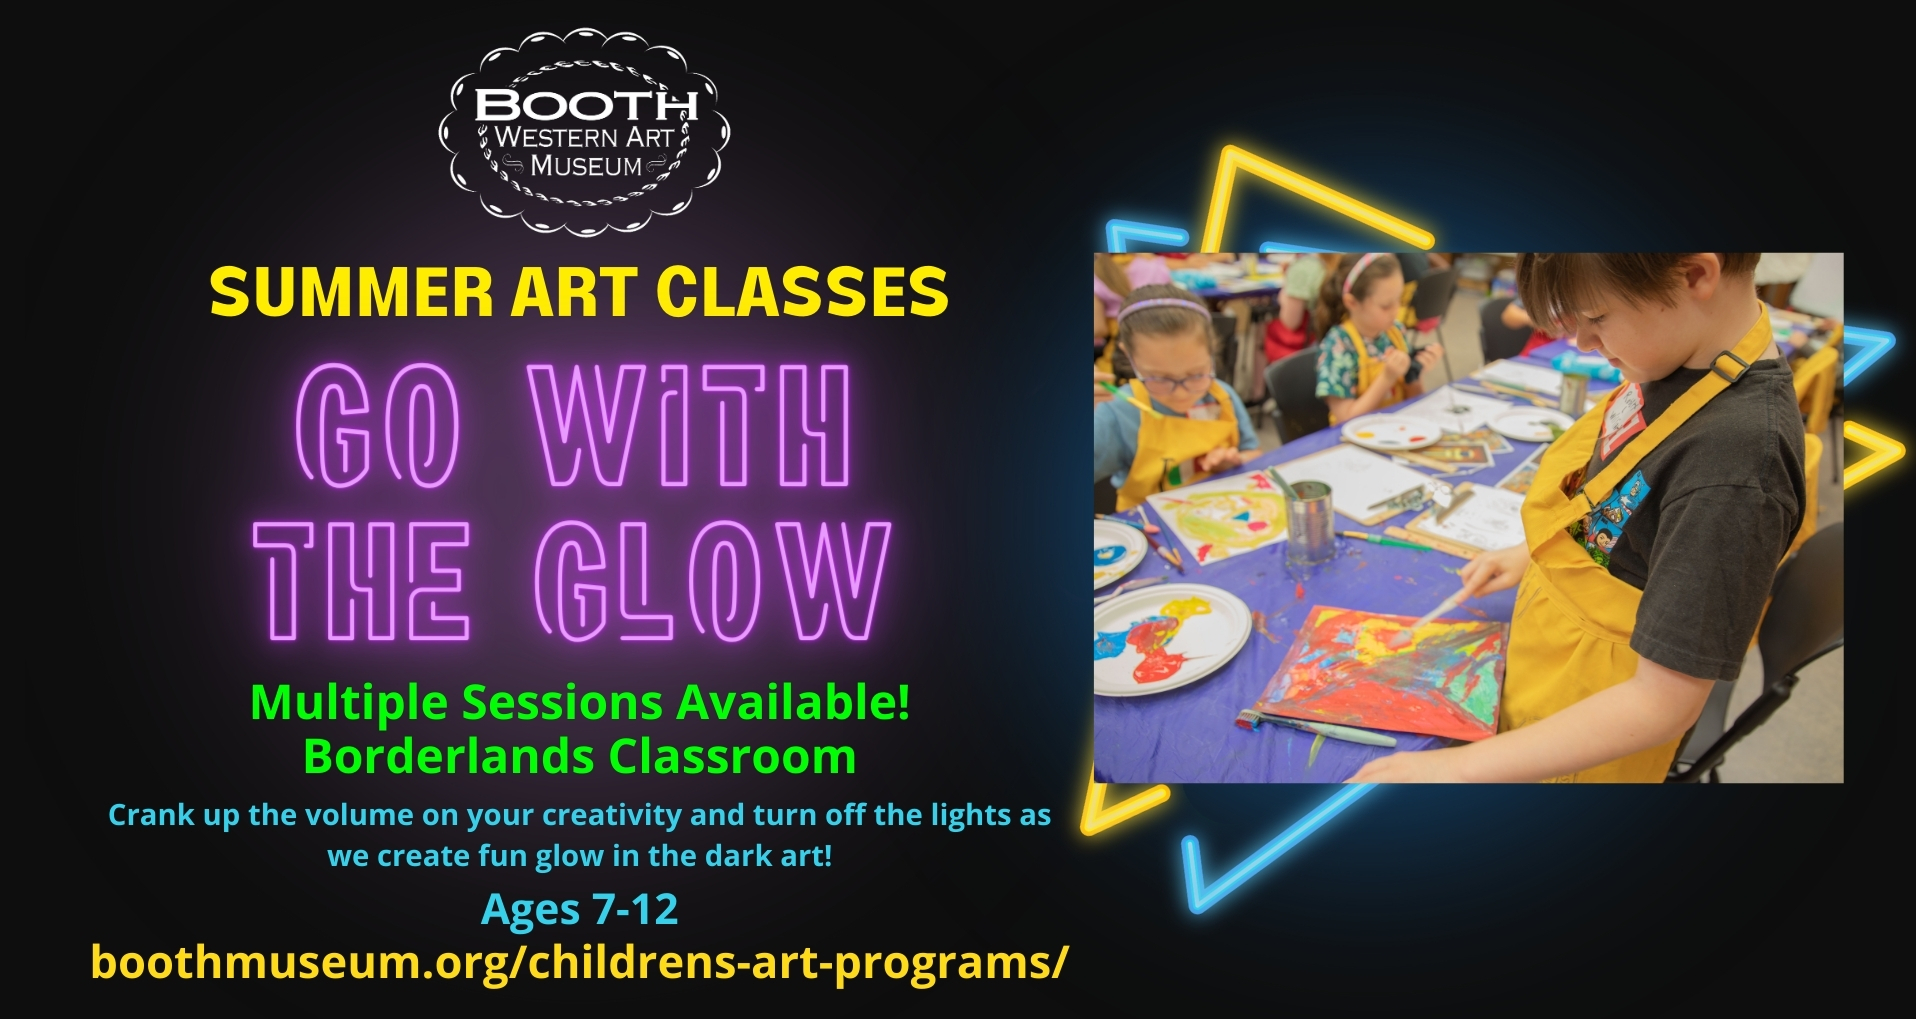 BOOTH
WESTERN ART
MUSEUM
SUMMER ART CLASSES
GO WITH
THE GLOW
Multiple Sessions Available!
Borderlands Classroom
Crank up the volume on your creativity and turn off the lights as
we create fun glow in the dark art!
Ages 7-12
boothmuseum.org/childrens-art-programs/